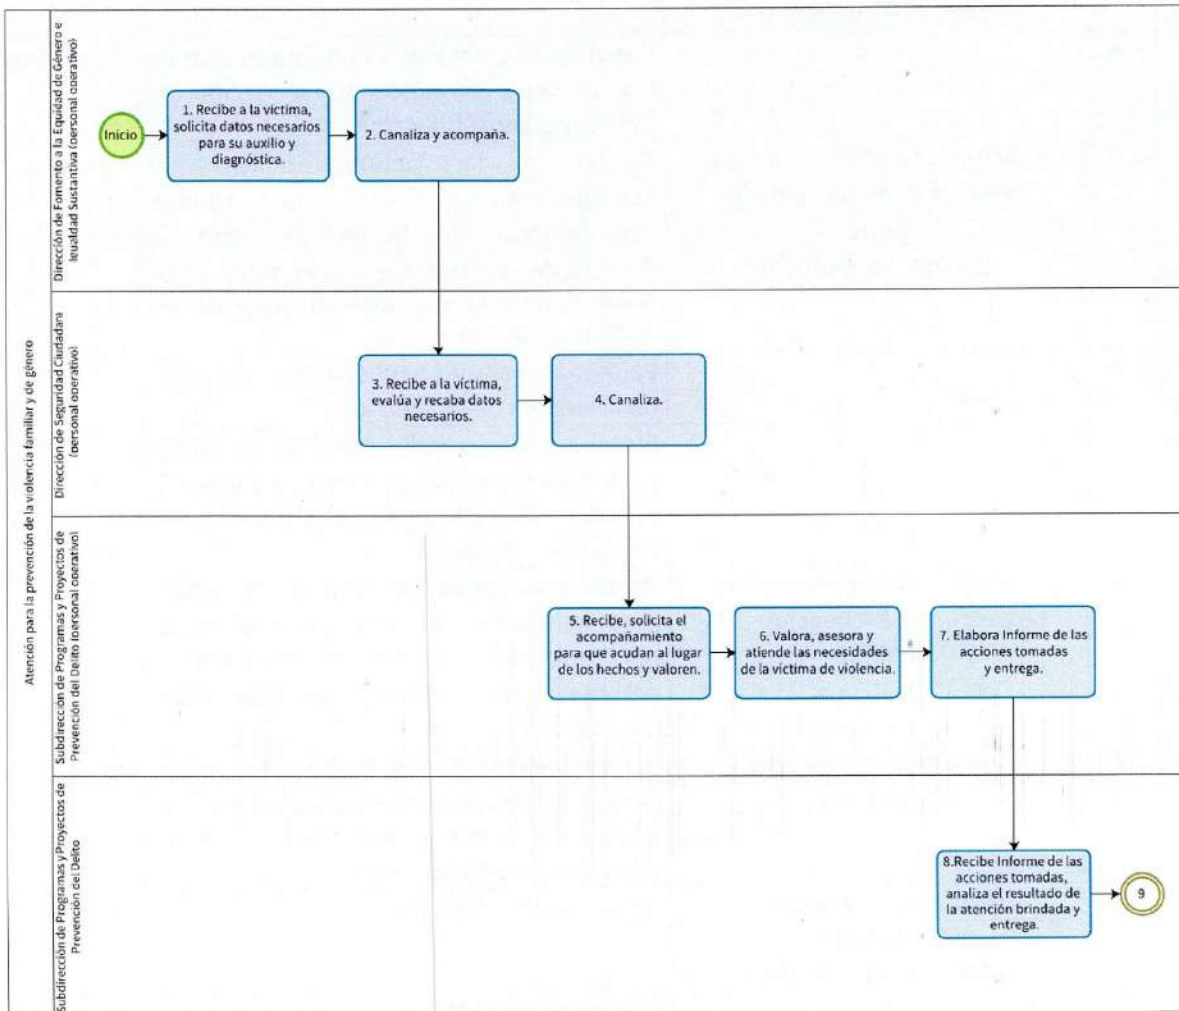 Atención para la prevención de la violencia familiar y de género
Dirección de Fomento a la Equidad de Género e
Igualdad Sustantiva (personal operativo)
Inicio
1. Recibe a la víctima,
solicita datos necesarios
para su auxilio y
diagnóstica.
2. Canaliza y acompaña.
Dirección de Seguridad Ciudadana
(personal operativo)
3. Recibe a la víctima,
evalúa y recaba datos
necesarios.
4. Canaliza.
Subdirección de Programas y Proyectos de
Prevención del Delito (personal operativo)
5. Recibe, solicita el
acompañamiento
para que acudan al lugar
de los hechos y valoren.
6. Valora, asesora y
atiende las necesidades
de la víctima de violencia.
7. Elabora Informe de las
acciones tomadas
y entrega.
Subdirección de Programas y Proyectos de
Prevención del Delito
8.Recibe Informe de las
acciones tomadas,
analiza el resultado de
la atención brindada y
entrega.
9